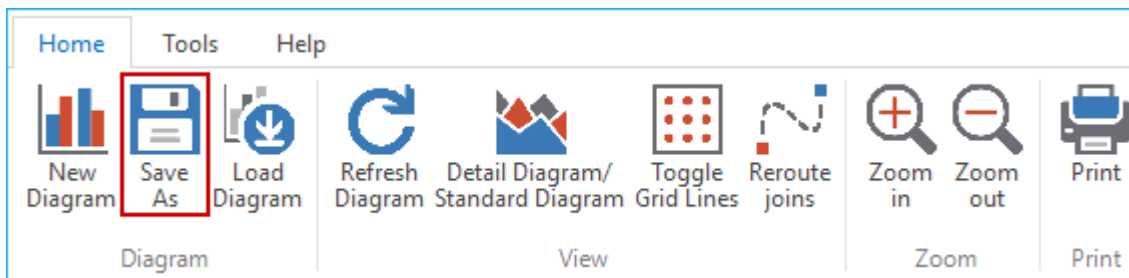 Home Tools Help
New Diagram
Save As
Load Diagram
Refresh Diagram
Detail Diagram/
Standard Diagram
Toggle
Grid Lines
Reroute
joins
Zoom
in
Zoom
out
Print
Diagram
View
Zoom
Print